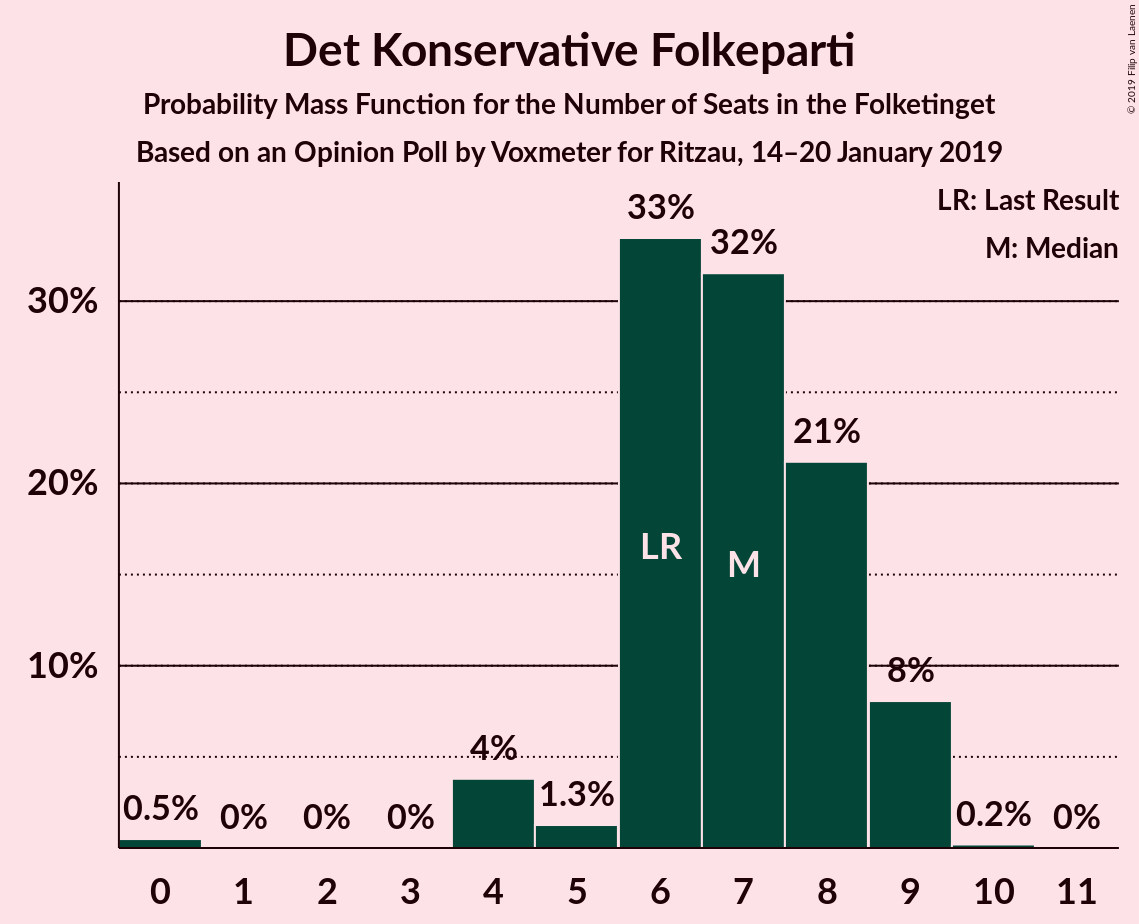 Det Konservative Folkeparti
Probability Mass Function for the Number of Seats in the Folketinget
Based on an Opinion Poll by Voxmeter for Ritzau, 14–20 January 2019
© 2019 Filip van Laenen
LR: Last Result
M: Median
33%
32%
30%
21%
20%
LR
M
10%
8%
4%
1.3%
0.5%
0%
0%
0%
0.2%
0%
0 1 2 3 4 5 6 7 8 9 10 11